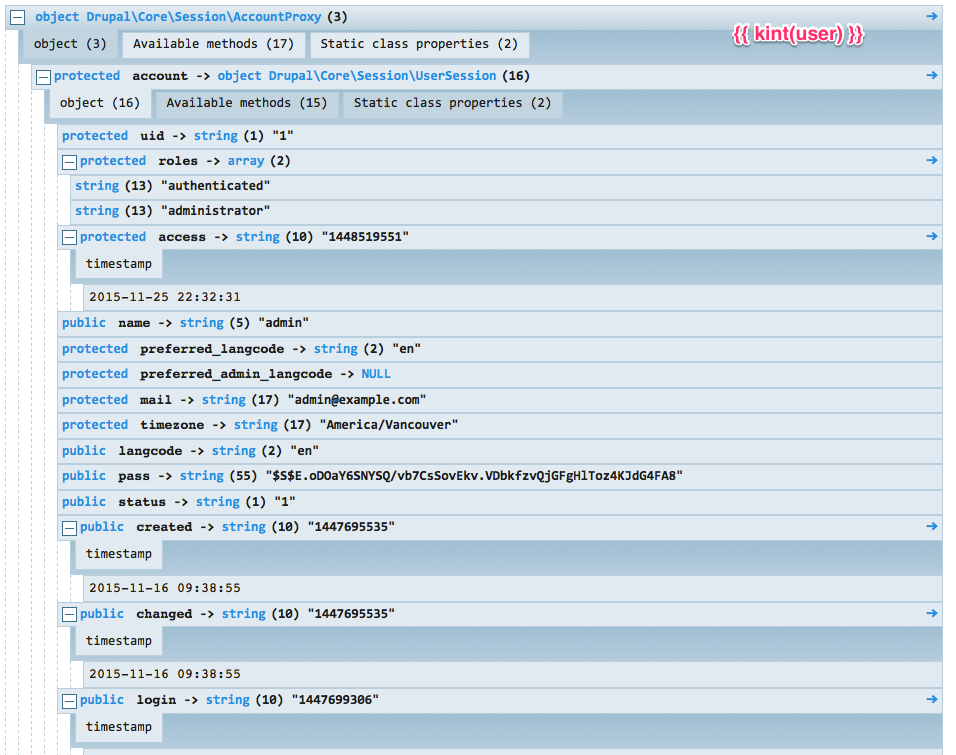 object Drupal\Core\Session\AccountProxy (3)
{{ kint(user) }}
object (3) Available methods (17) Static class properties (2)
protected account -> object Drupal\Core\Session\UserSession (16)
object (16) Available methods (15) Static class properties (2)
protected uid -> string (1) "1"
protected roles -> array (2)
string (13) "authenticated"
string (13) "administrator"
protected access -> string (10) "1448519551"
timestamp
2015-11-25 22:32:31
public name -> string (5) "admin"
protected preferred_langcode -> string (2) "en"
protected preferred_admin_langcode -> NULL
protected mail -> string (17) "admin@example.com"
protected timezone -> string (17) "America/Vancouver"
public langcode -> string (2) "en"
public pass -> string (55) "$S$E.oDOaY6SNYSQ/vb7CsSovEkv.VDbkfzvQjGFgHlToz4KJdG4FA8"
public status -> string (1) "1"
public created -> string (10) "1447695535"
timestamp
2015-11-16 09:38:55
public changed -> string (10) "1447695535"
timestamp
2015-11-16 09:38:55
public login -> string (10) "1447699306"
timestamp